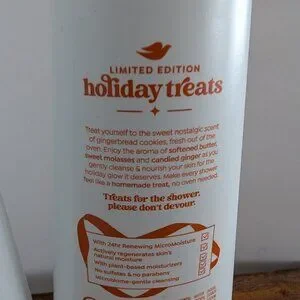 LIMITED EDITION
holiday treats
Treat yourself to the sweet nostalgic scent
of gingerbread cookies, fresh out of the
oven. Enjoy the aroma of softened butter,
sweet molasses and candied ginger as you
gently cleanse & nourish your skin for the
holiday glow it deserves. Make every shower
feel like a homemade treat, no oven needed.
Treats for the shower,
please don't devour.
With 24hr Renewing MicroMoisture
Actively regenerates skin's
natural moisture
With plant-based moisturizers
No sulfates & no parabens
Microbiome-gentle cleansing